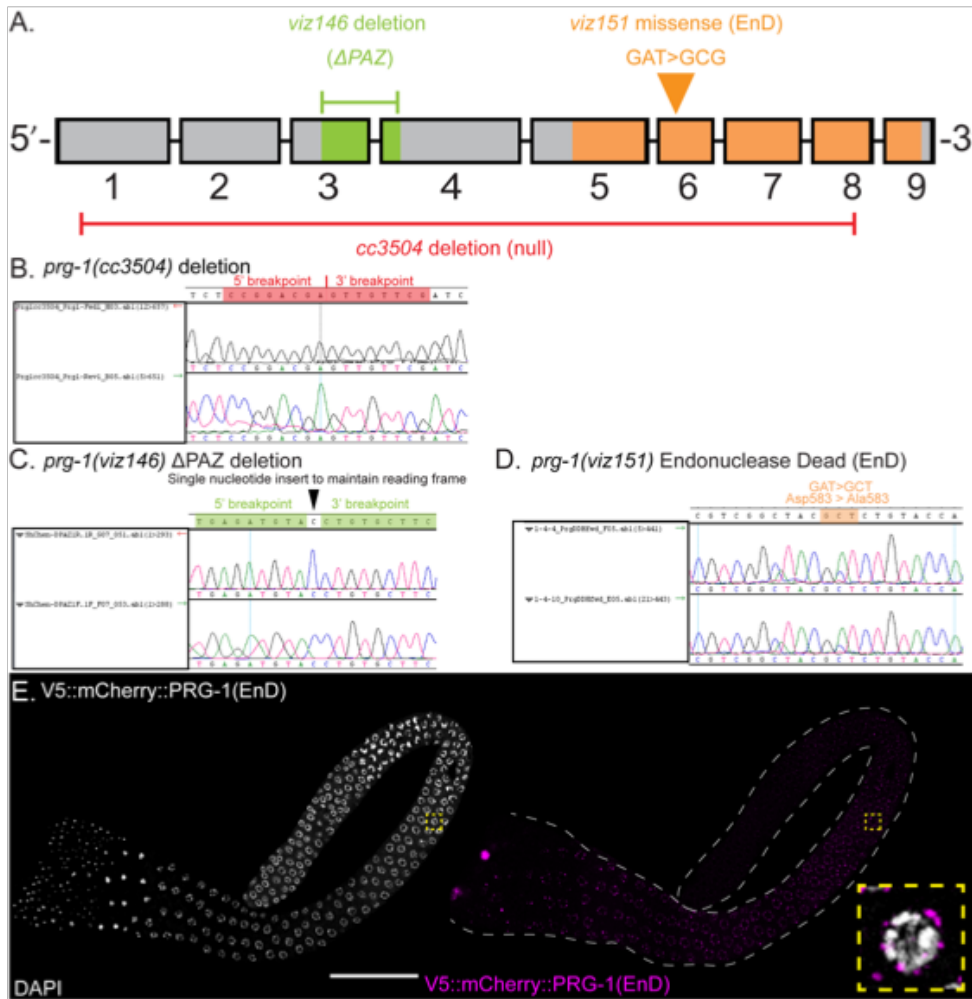 A.
viz146 deletion
(ΔPAZ)
viz151 missense (EnD)
GAT>GCG
5′- -3
1 2 3 4 5 6 7 8 9
cc3504 deletion (null)
B. prg-1(cc3504) deletion
5' breakpoint 3' breakpoint
T C T C C G G A C G A G T T G T T C G A T C
T C T C C G G A C G A G T T G T T C G A T C
T C T C C G G A C G A G T T G T T C G A T C
C. prg-1(viz146) ΔPAZ deletion
Single nucleotide insert to maintain reading frame
5' breakpoint 3' breakpoint
T G A G A T G T A C C T G T G C T T C
T G A G A T G T A C C T G T G C T T C
T G A G A T G T A C C T G T G C T T C
D. prg-1(viz151) Endonuclease Dead (EnD)
GAT>GCT
Asp583 > Ala583
C G T C G G C T A C G C T C T G T A C C A
C G T C G G C T A C G C T C T G T A C C A
C G T C G G C T A C G C T C T G T A C C A
E. V5::mCherry::PRG-1(EnD)
DAPI
V5::mCherry::PRG-1(EnD)